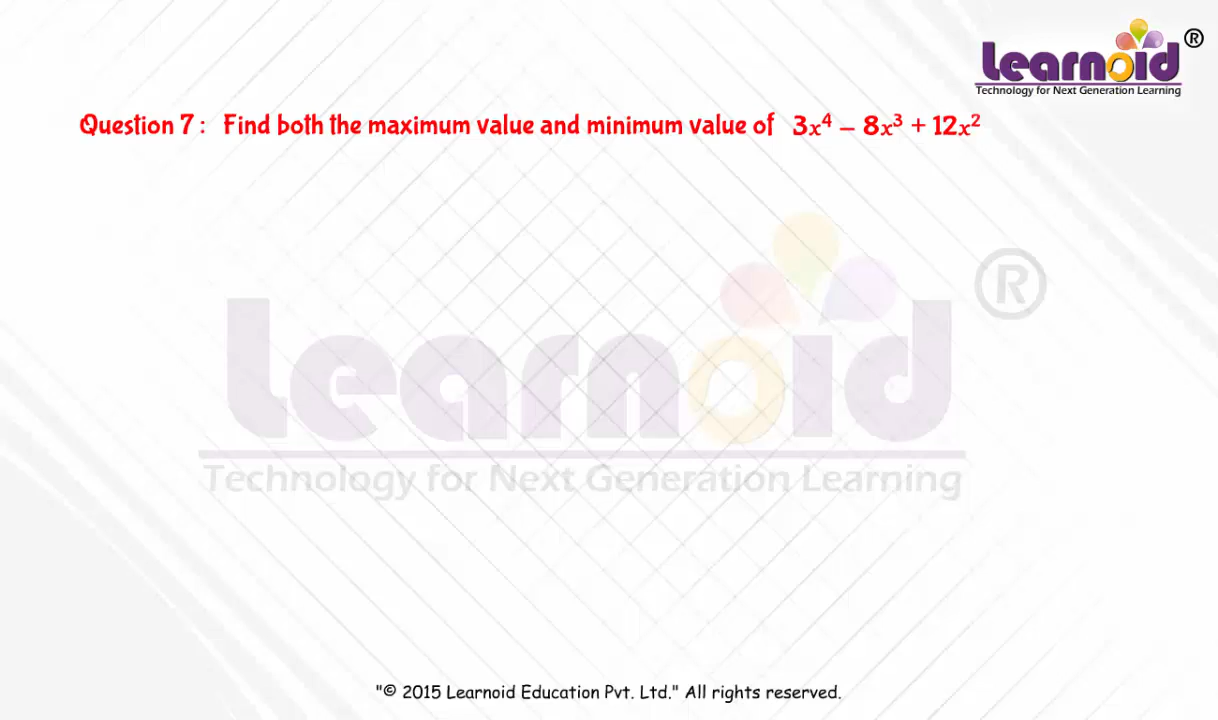 Learnoid ®
Technology for Next Generation Learning
Question 7 : Find both the maximum value and minimum value of 3x⁴ – 8x³ + 12x²
Learnoid ®
Technology for Next Generation Learning
"© 2015 Learnoid Education Pvt. Ltd." All rights reserved.